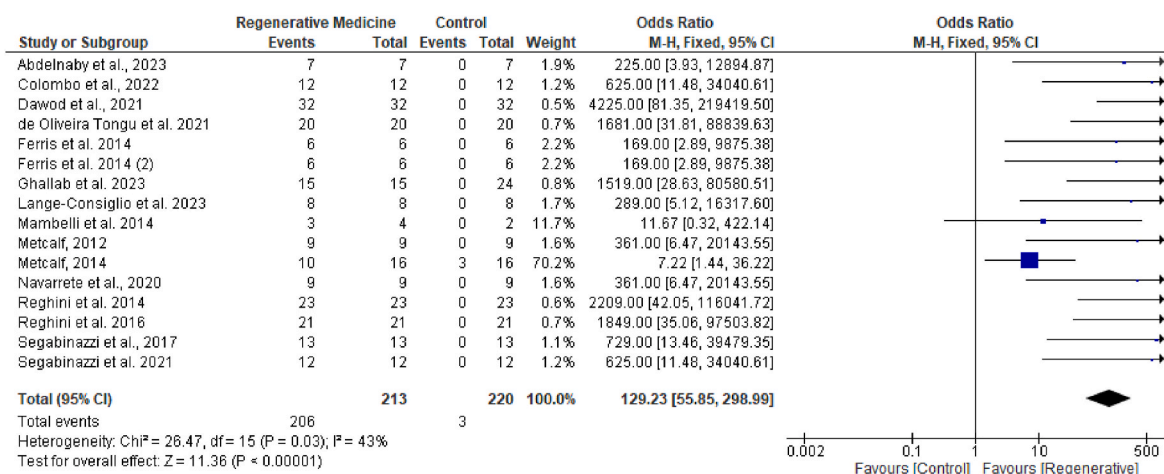 Regenerative Medicine Control Odds Ratio Odds Ratio
Study or Subgroup Events Total Events Total Weight M-H, Fixed, 95% CI M-H, Fixed, 95% CI
Abdelnaby et al., 2023 7 7 0 7 1.9% 225.00 [3.93, 12894.87]
Colombo et al., 2022 12 12 0 12 1.2% 625.00 [11.48, 34040.61]
Dawod et al., 2021 32 32 0 32 0.5% 4225.00 [81.35, 219419.50]
de Oliveira Tongu et al. 2021 20 20 0 20 0.7% 1681.00 [31.81, 88839.63]
Ferris et al. 2014 6 6 0 6 2.2% 169.00 [2.89, 9875.38]
Ferris et al. 2014 (2) 6 6 0 6 2.2% 169.00 [2.89, 9875.38]
Ghallab et al. 2023 15 15 0 24 0.8% 1519.00 [28.63, 80580.51]
Lange-Consiglio et al. 2023 8 8 0 8 1.7% 289.00 [5.12, 16317.60]
Mambelli et al. 2014 3 4 0 2 11.7% 11.67 [0.32, 422.14]
Metcalf, 2012 9 9 0 9 1.6% 361.00 [6.47, 20143.55]
Metcalf, 2014 10 16 3 16 70.2% 7.22 [1.44, 36.22]
Navarrete et al., 2020 9 9 0 9 1.6% 361.00 [6.47, 20143.55]
Reghini et al. 2014 23 23 0 23 0.6% 2209.00 [42.05, 116041.72]
Reghini et al. 2016 21 21 0 21 0.7% 1849.00 [35.06, 97503.82]
Segabinazzi et al., 2017 13 13 0 13 1.1% 729.00 [13.46, 39479.35]
Segabinazzi et al. 2021 12 12 0 12 1.2% 625.00 [11.48, 34040.61]
Total (95% CI) 213 220 100.0% 129.23 [55.85, 298.99]
Total events 206 3
Heterogeneity: Chi² = 26.47, df = 15 (P = 0.03); I² = 43%
Test for overall effect: Z = 11.36 (P < 0.00001)
0.002 0.1 1 10 500
Favours [Control] Favours [Regenerative]